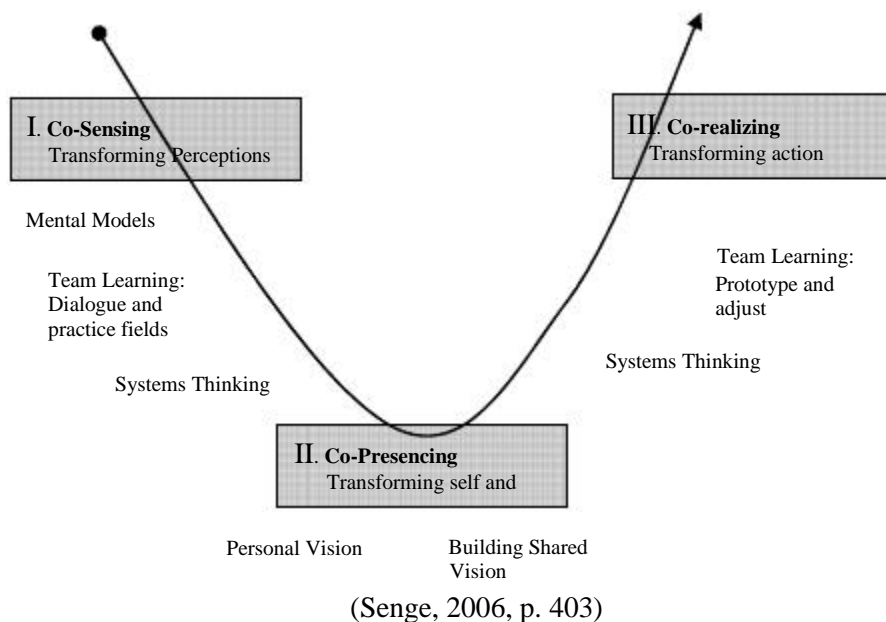 I. Co-Sensing
Transforming Perceptions
Mental Models
Team Learning:
Dialogue and
practice fields
Systems Thinking
II. Co-Presencing
Transforming self and
Personal Vision
Building Shared
Vision
III. Co-realizing
Transforming action
Team Learning:
Prototype and
adjust
Systems Thinking
(Senge, 2006, p. 403)